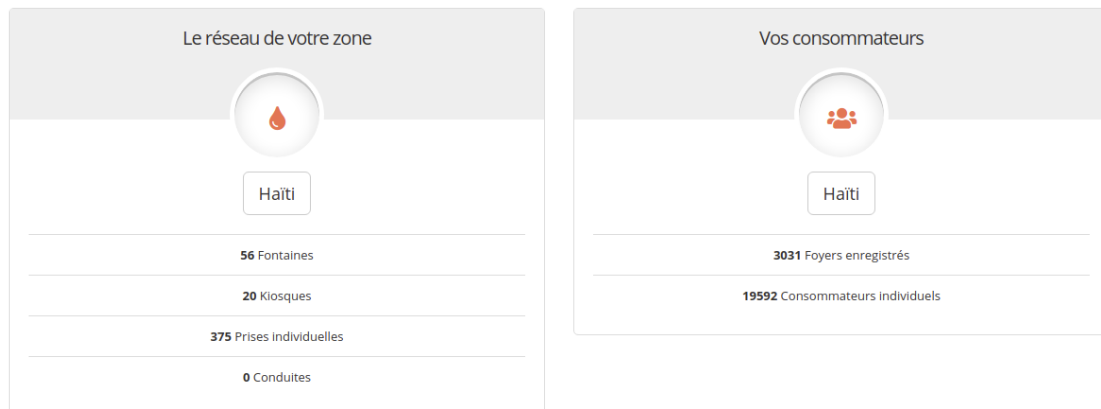 Le réseau de votre zone
Haïti
56 Fontaines
20 Kiosques
375 Prises individuelles
0 Conduites
Vos consommateurs
Haïti
3031 Foyers enregistrés
19592 Consommateurs individuels